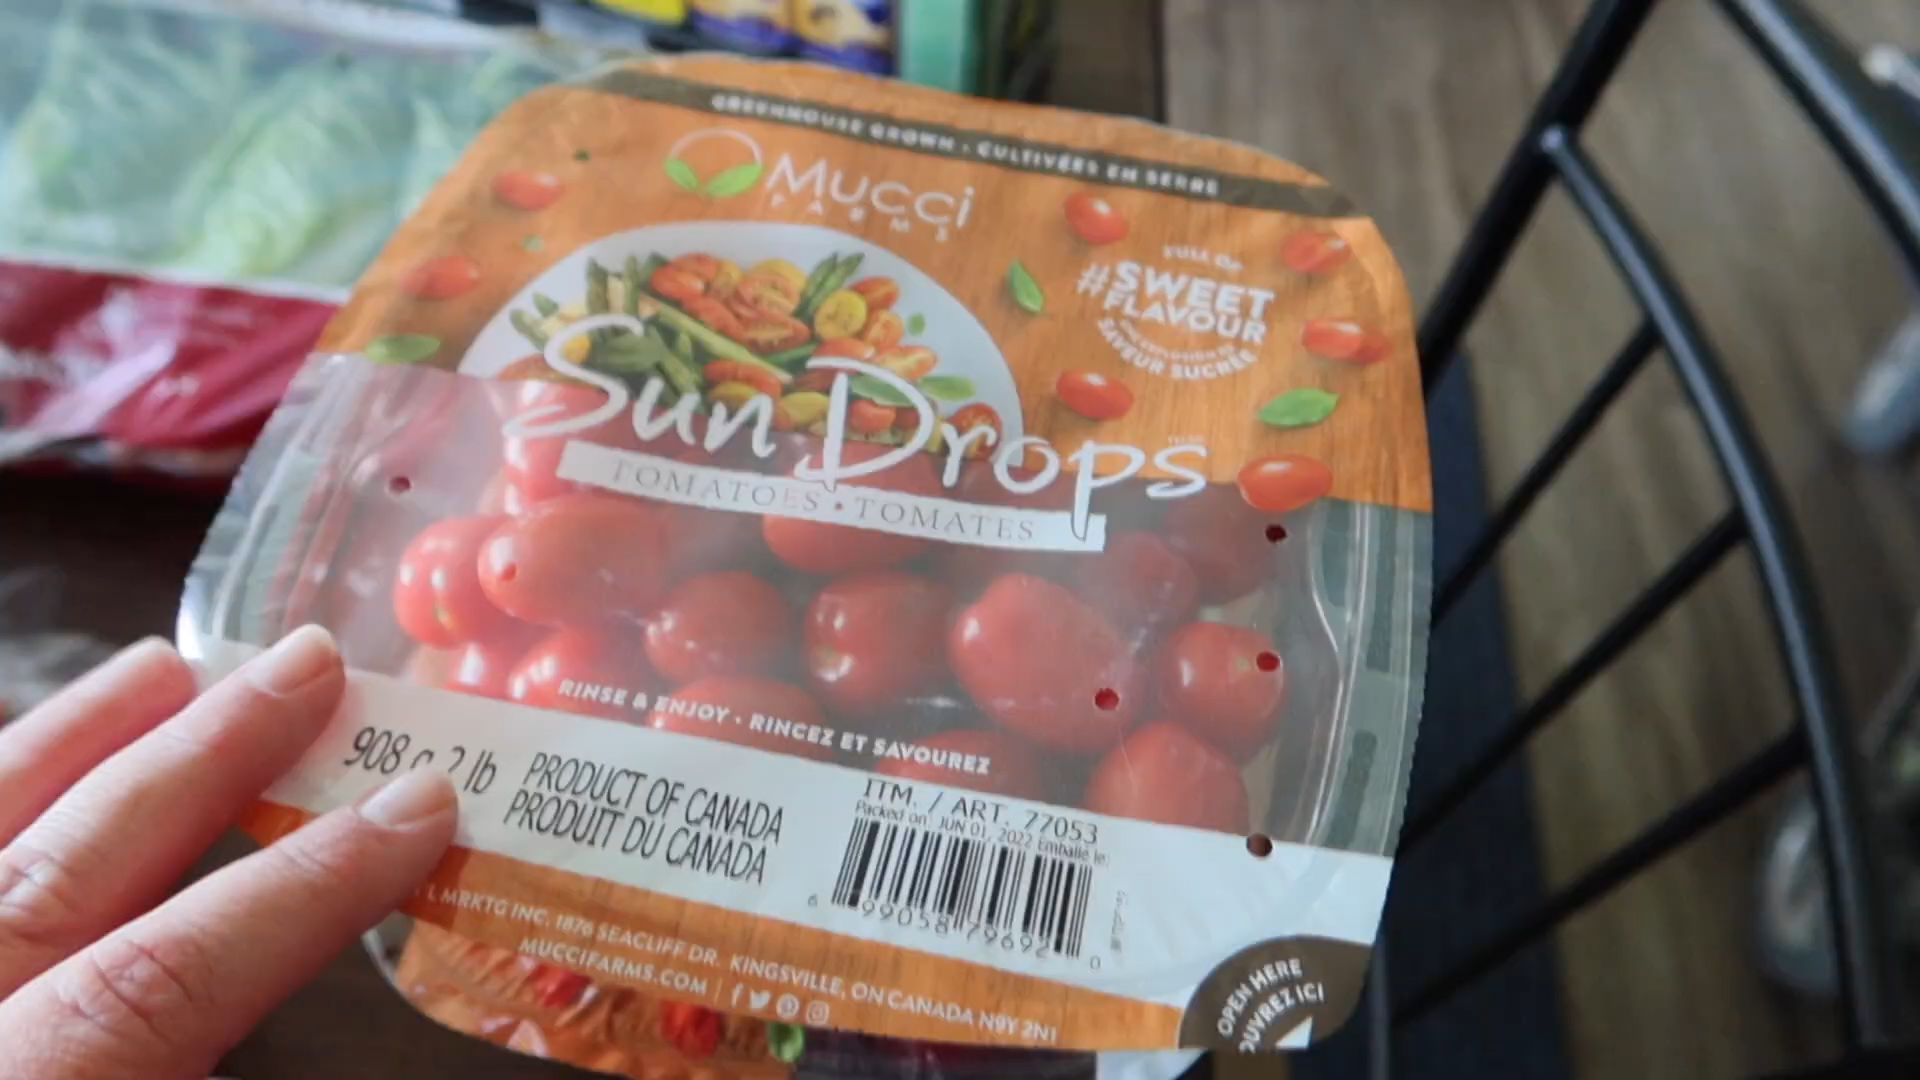 GREENHOUSE GROWN • CULTIVÉES EN SERRE
MUCCI
FARMS
FULL OF
#SWEET
FLAVOUR
SAVEUR SUCRÉE
Sun Drops
TOMATOES • TOMATES
RINSE & ENJOY • RINCEZ ET SAVOUREZ
908 g 2 lb
PRODUCT OF CANADA
PRODUIT DU CANADA
ITM. / ART. 77053
Packed on: JUN 01, 2022 Emballé le:
6 99058 79692 0
MRKTG INC. 1876 SEACLIFF DR. KINGSVILLE, ON CANADA N9Y 2N1
MUCCIFARMS.COM
OPEN HERE
OUVREZ ICI